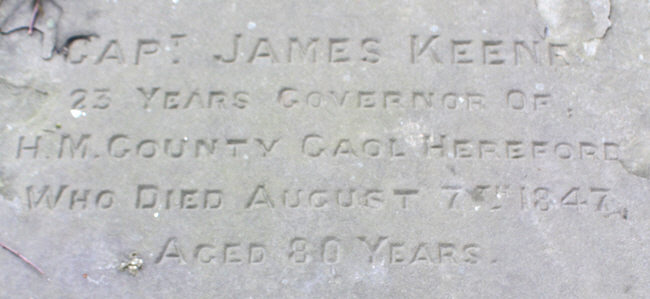 CAPT. JAMES KEENE
23 YEARS GOVERNOR OF,
H.M. COUNTY GAOL HEREFORD
WHO DIED AUGUST 7TH 1847,
AGED 80 YEARS.